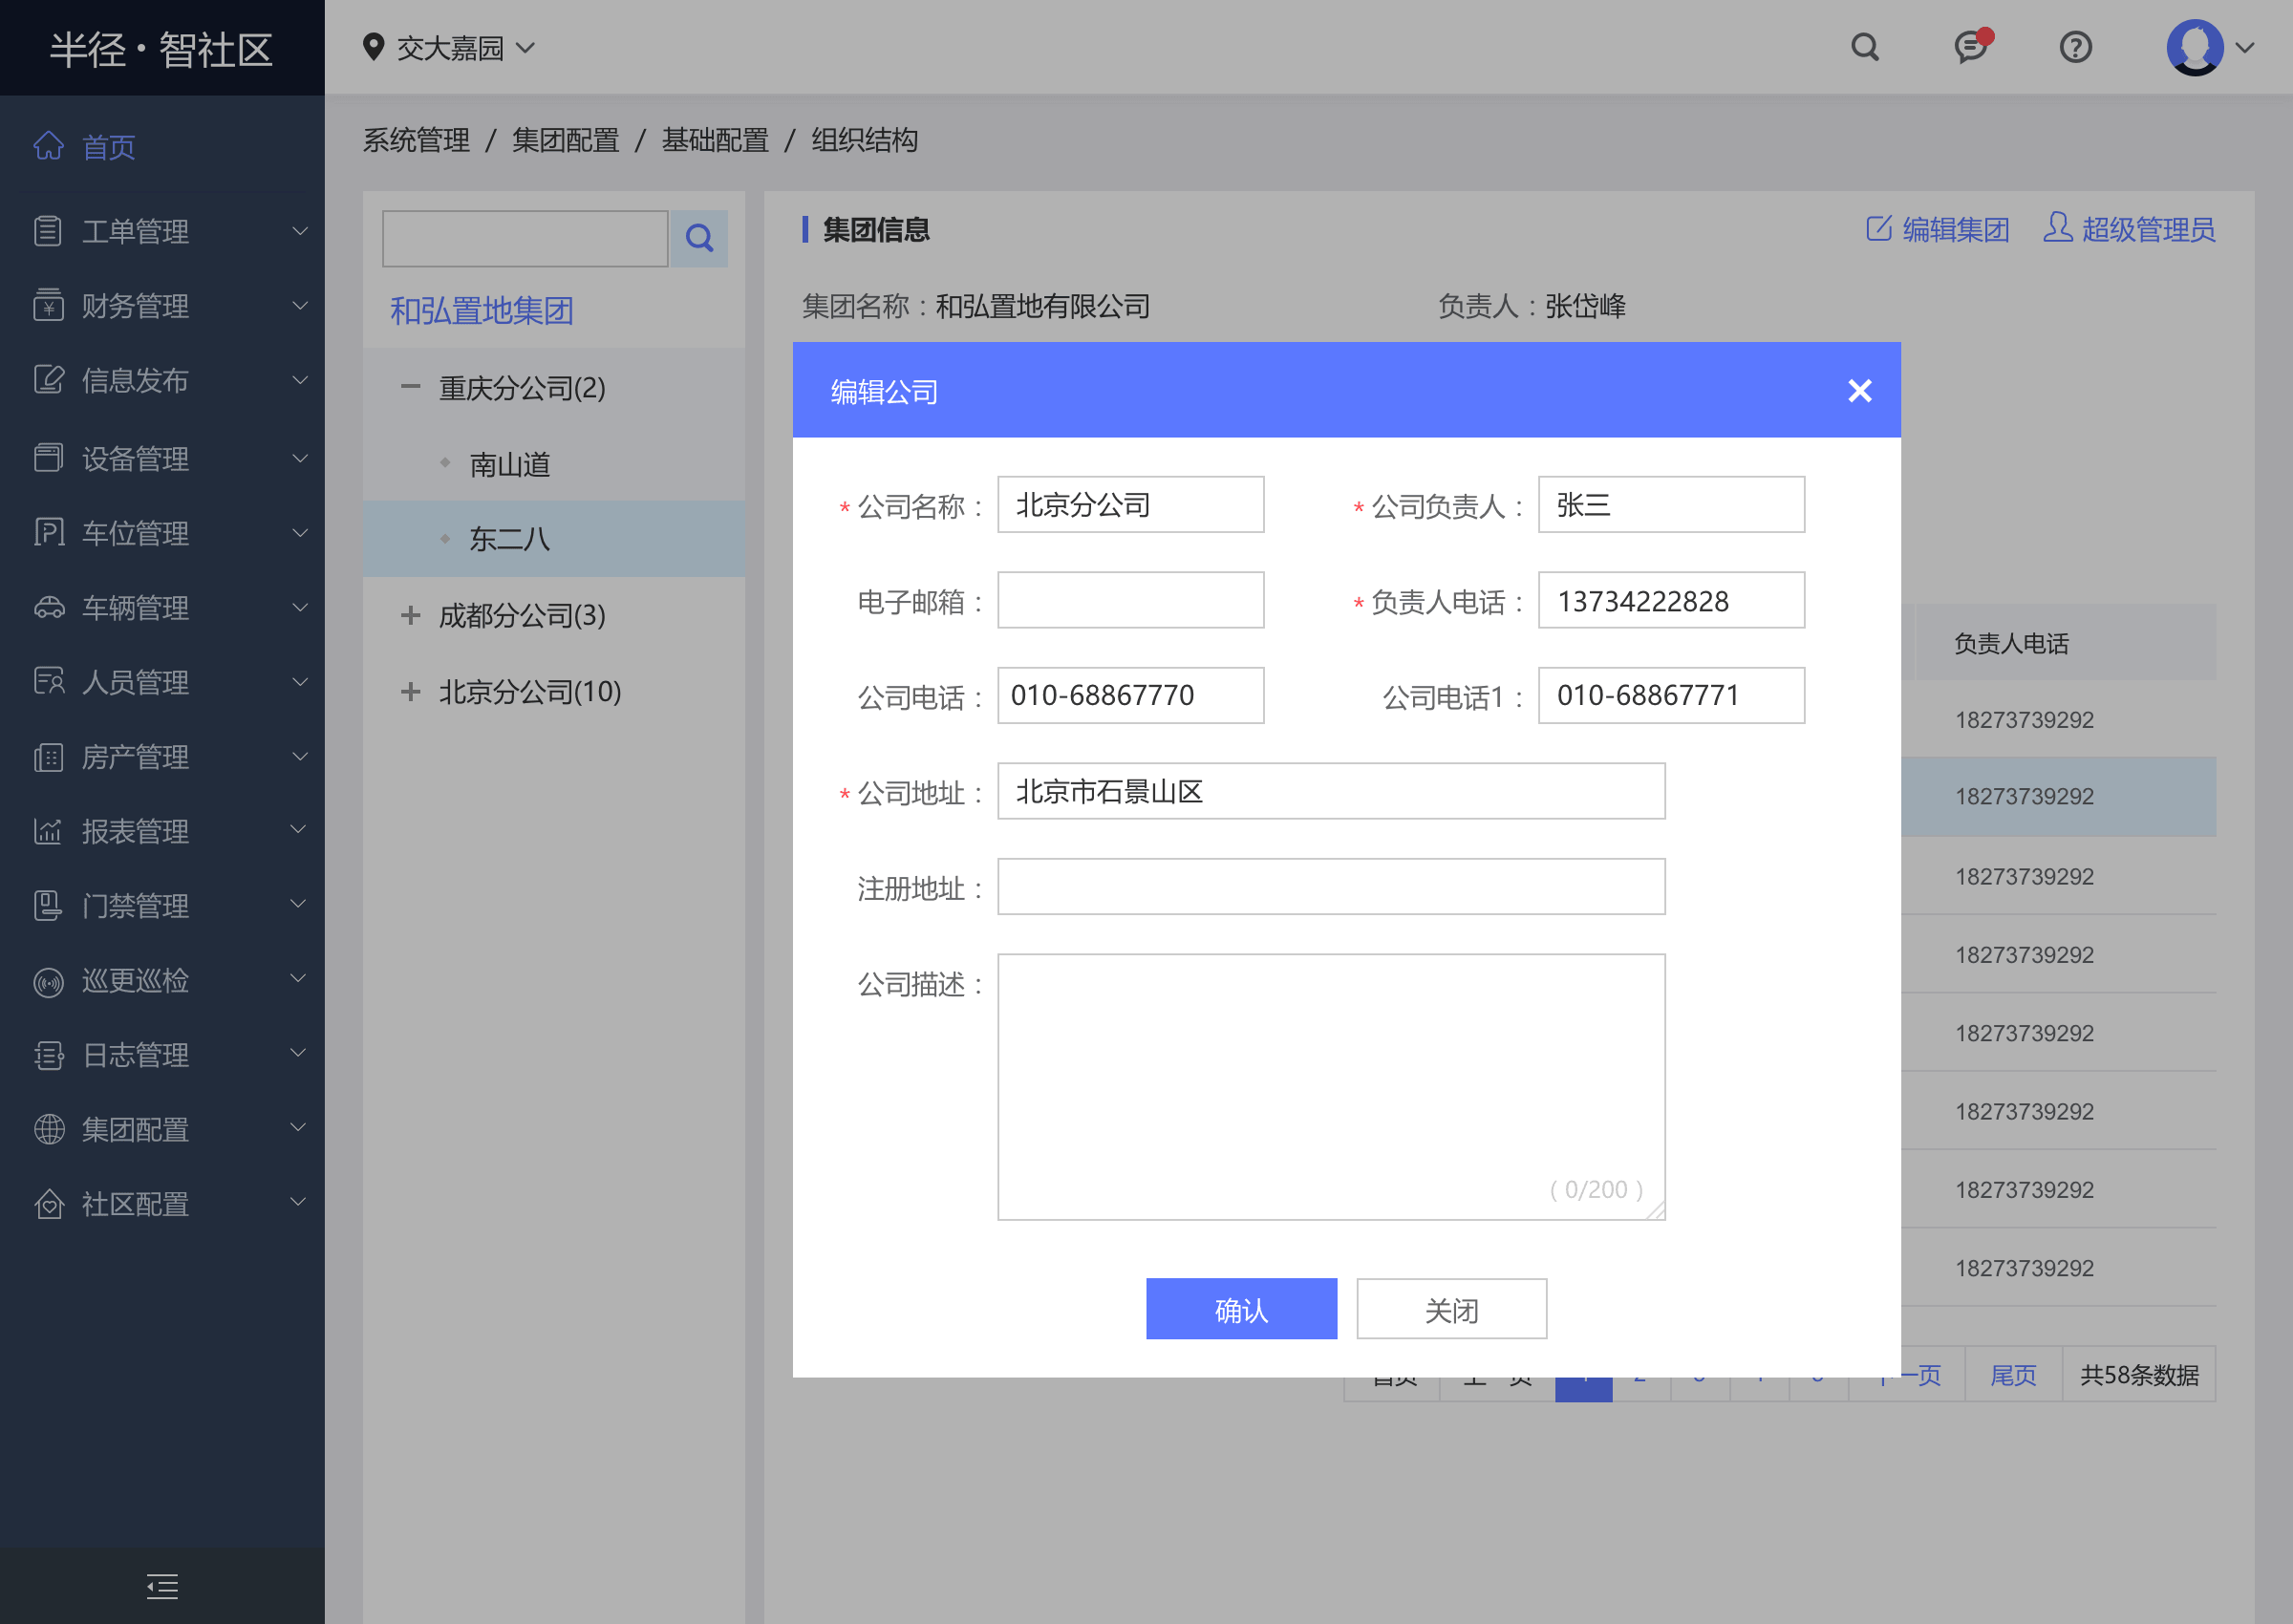 半径·智社区
交大嘉园
首页
工单管理
财务管理
信息发布
设备管理
车位管理
车辆管理
人员管理
房产管理
报表管理
门禁管理
巡更巡检
日志管理
集团配置
社区配置
系统管理 / 集团配置 / 基础配置 / 组织结构
和弘置地集团
重庆分公司(2)
南山道
东二八
成都分公司(3)
北京分公司(10)
集团信息
编辑集团 超级管理员
集团名称：和弘置地有限公司 负责人：张岱峰
编辑公司
* 公司名称： 北京分公司 * 公司负责人： 张三
电子邮箱： * 负责人电话： 13734222828
公司电话： 010-68867770 公司电话1： 010-68867771
* 公司地址： 北京市石景山区
注册地址：
公司描述：
( 0/200 )
确认 关闭
负责人电话
18273739292
18273739292
18273739292
18273739292
18273739292
18273739292
18273739292
18273739292
首页 上一页 下一页 尾页 共58条数据